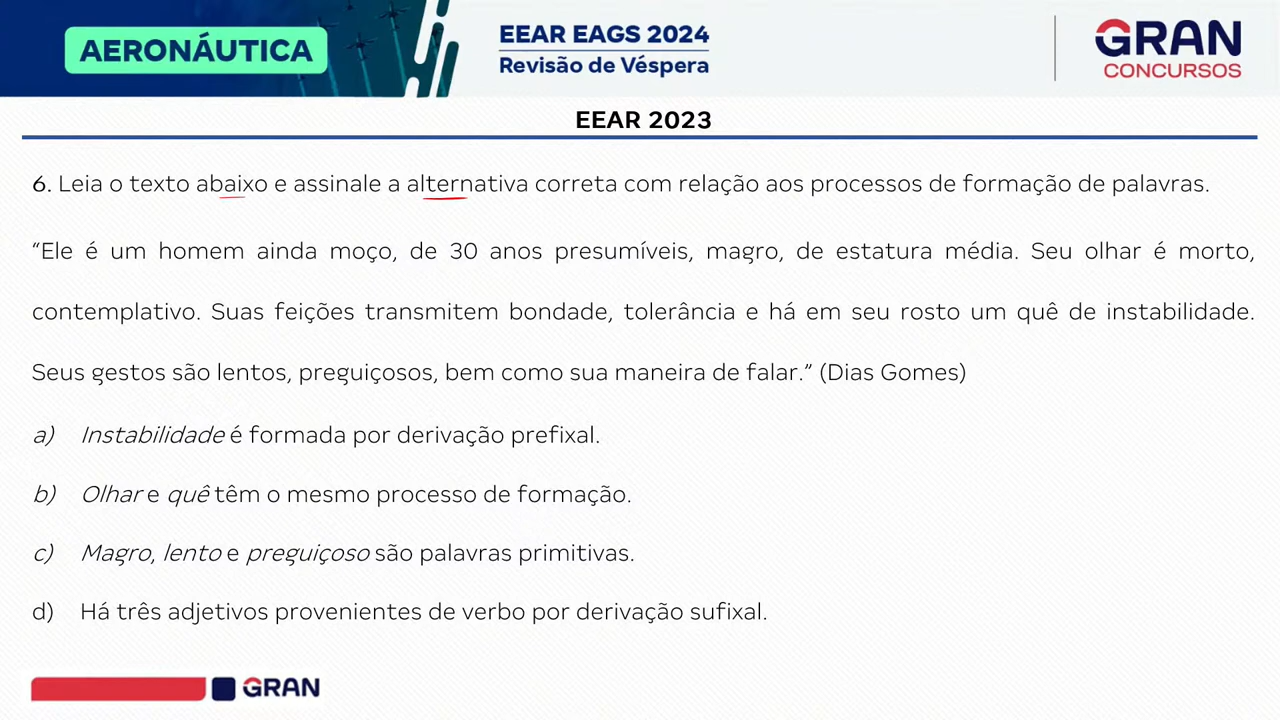 AERONÁUTICA
EEAR EAGS 2024
Revisão de Véspera
GRAN
CONCURSOS
EEAR 2023
6. Leia o texto abaixo e assinale a alternativa correta com relação aos processos de formação de palavras.
“Ele é um homem ainda moço, de 30 anos presumíveis, magro, de estatura média. Seu olhar é morto,
contemplativo. Suas feições transmitem bondade, tolerância e há em seu rosto um quê de instabilidade.
Seus gestos são lentos, preguiçosos, bem como sua maneira de falar.” (Dias Gomes)
a) Instabilidade é formada por derivação prefixal.
b) Olhar e quê têm o mesmo processo de formação.
c) Magro, lento e preguiçoso são palavras primitivas.
d) Há três adjetivos provenientes de verbo por derivação sufixal.
GRAN